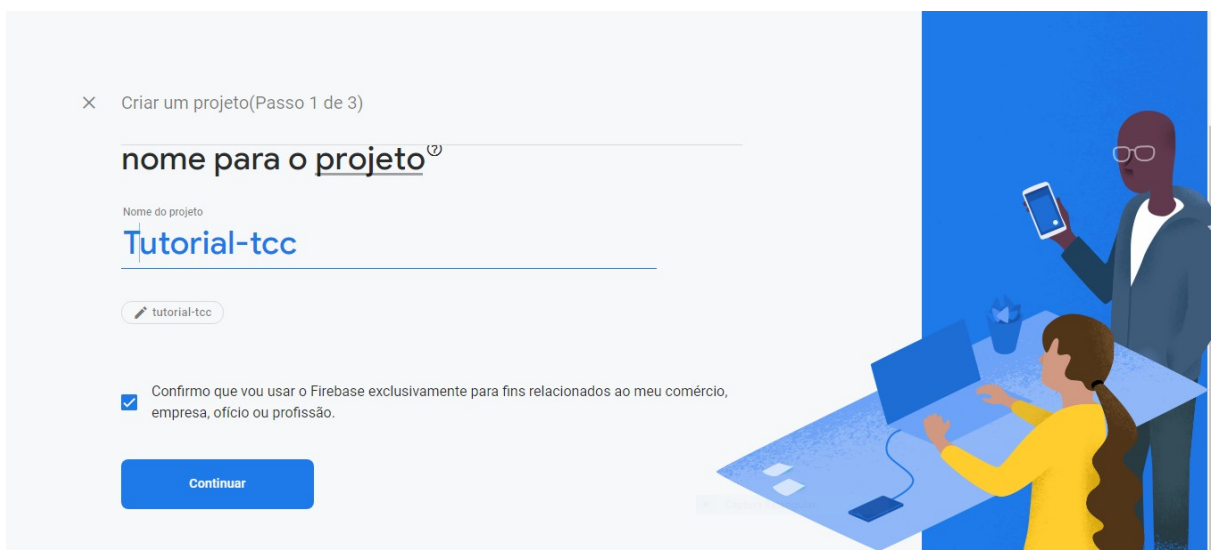 Criar um projeto(Passo 1 de 3)
nome para o projeto
Nome do projeto
Tutorial-tcc
tutorial-tcc
Confirmo que vou usar o Firebase exclusivamente para fins relacionados ao meu comércio,
empresa, ofício ou profissão.
Continuar